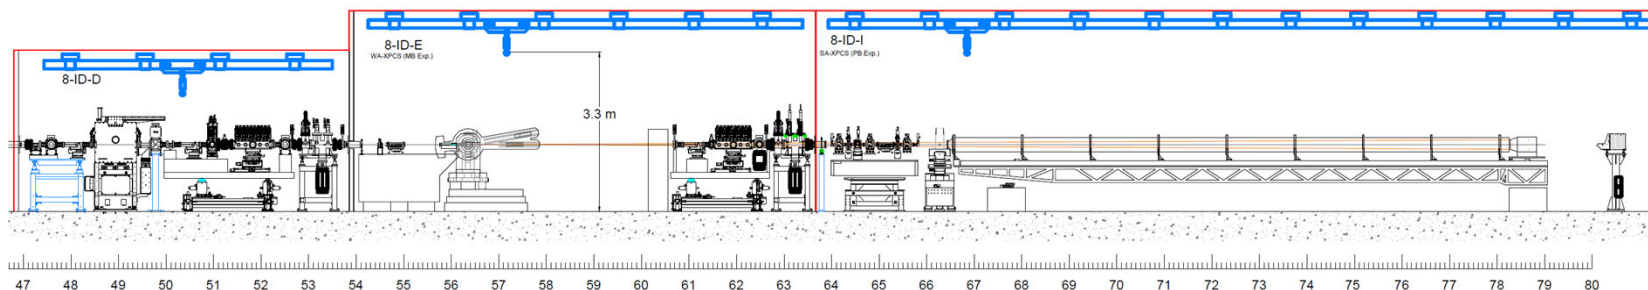 8-ID-E
WA-XPCS (MB Exp.)
8-ID-I
SA-XPCS (PB Exp.)
8-ID-D
3.3 m
47 48 49 50 51 52 53 54 55 56 57 58 59 60 61 62 63 64 65 66 67 68 69 70 71 72 73 74 75 76 77 78 79 80